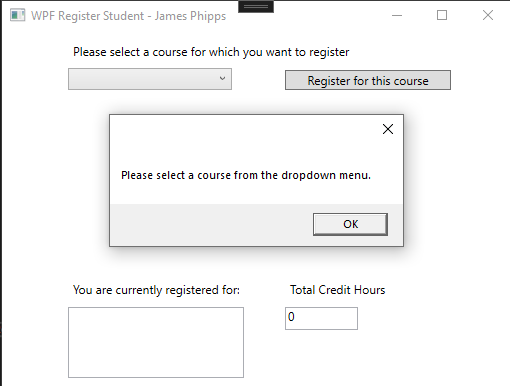 WPF Register Student - James Phipps
Please select a course for which you want to register
Register for this course
Please select a course from the dropdown menu.
OK
You are currently registered for:
Total Credit Hours
0